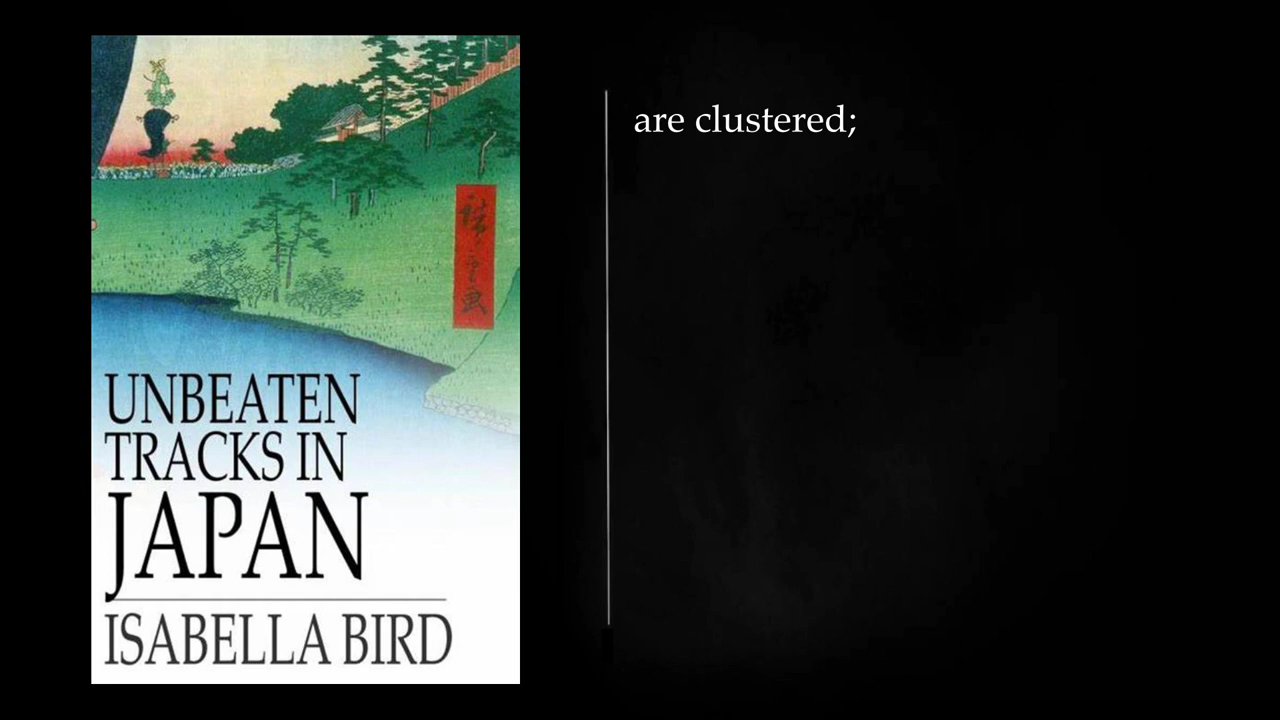 UNBEATEN
TRACKS IN
JAPAN
ISABELLA BIRD
are clustered;